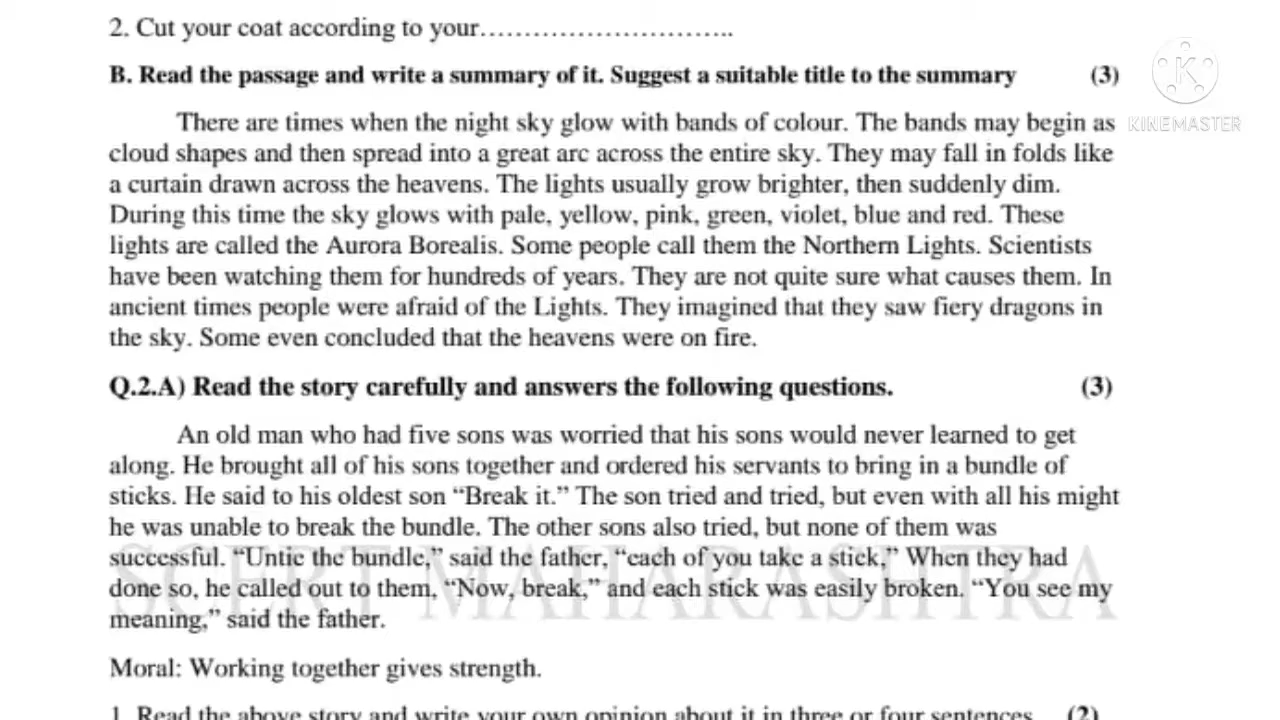 2. Cut your coat according to your…………………………..
B. Read the passage and write a summary of it. Suggest a suitable title to the summary (3)
There are times when the night sky glow with bands of colour. The bands may begin as
KINEMASTER
cloud shapes and then spread into a great arc across the entire sky. They may fall in folds like
a curtain drawn across the heavens. The lights usually grow brighter, then suddenly dim.
During this time the sky glows with pale, yellow, pink, green, violet, blue and red. These
lights are called the Aurora Borealis. Some people call them the Northern Lights. Scientists
have been watching them for hundreds of years. They are not quite sure what causes them. In
ancient times people were afraid of the Lights. They imagined that they saw fiery dragons in
the sky. Some even concluded that the heavens were on fire.
Q.2.A) Read the story carefully and answers the following questions. (3)
An old man who had five sons was worried that his sons would never learned to get
along. He brought all of his sons together and ordered his servants to bring in a bundle of
sticks. He said to his oldest son “Break it.” The son tried and tried, but even with all his might
he was unable to break the bundle. The other sons also tried, but none of them was
successful. “Untie the bundle,” said the father, “each of you take a stick,” When they had
SCERT MAHARASHTRA
done so, he called out to them, “Now, break,” and each stick was easily broken. “You see my
meaning,” said the father.
Moral: Working together gives strength.
1. Read the above story and write your own opinion about it in three or four sentences. (2)